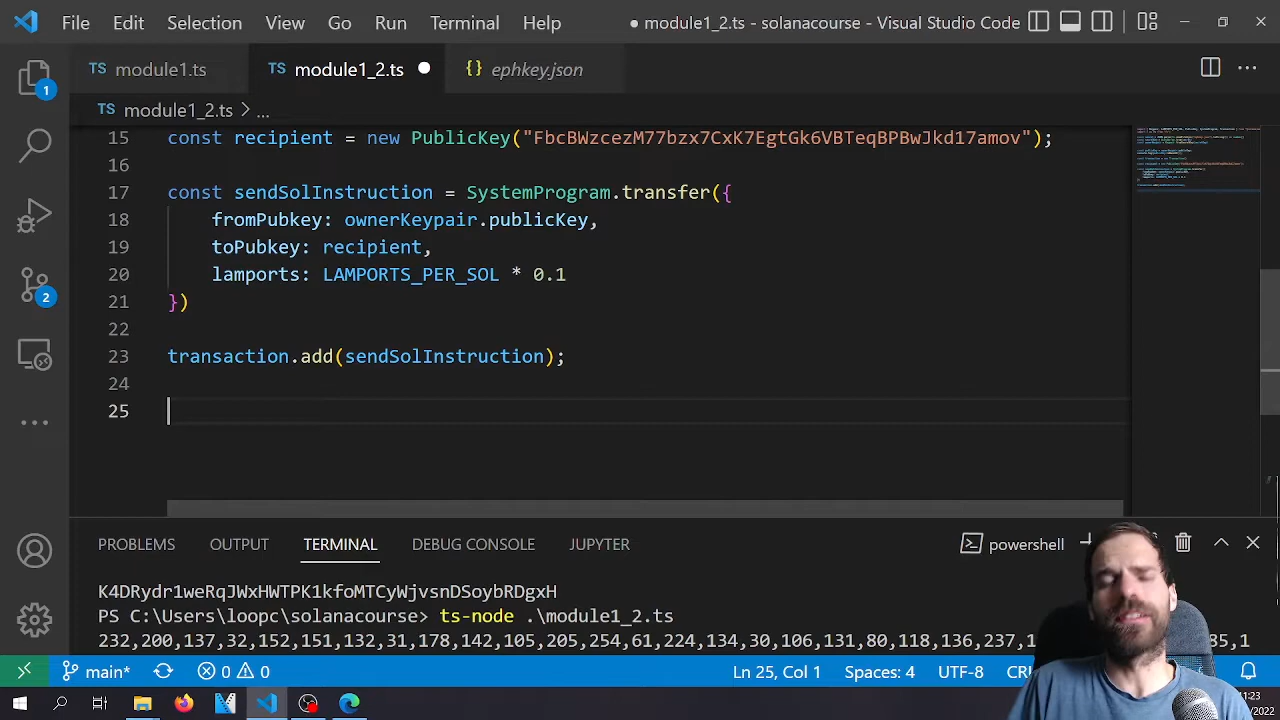 File Edit Selection View Go Run Terminal Help ● module1_2.ts - solanacourse - Visual Studio Code
TS module1.ts TS module1_2.ts ● {} ephkey.json
TS module1_2.ts > ...
15 const recipient = new PublicKey("FbcBWzcezM77bzx7CxK7EgtGk6VBTeqBPBwJkd17amov");
16
17 const sendSolInstruction = SystemProgram.transfer({
18 fromPubkey: ownerKeypair.publicKey,
19 toPubkey: recipient,
20 lamports: LAMPORTS_PER_SOL * 0.1
21 })
22
23 transaction.add(sendSolInstruction);
24
25
1
2
PROBLEMS OUTPUT TERMINAL DEBUG CONSOLE JUPYTER powershell
K4DRydr1weRqJWxHWTPK1kfoMTCyWjvsnDSoybRDgxH
PS C:\Users\loopc\solanacourse> ts-node .\module1_2.ts
232,200,137,32,152,151,132,31,178,142,105,205,254,61,224,134,30,106,131,80,118,136,237,1
main* 0 0 Ln 25, Col 1 Spaces: 4 UTF-8